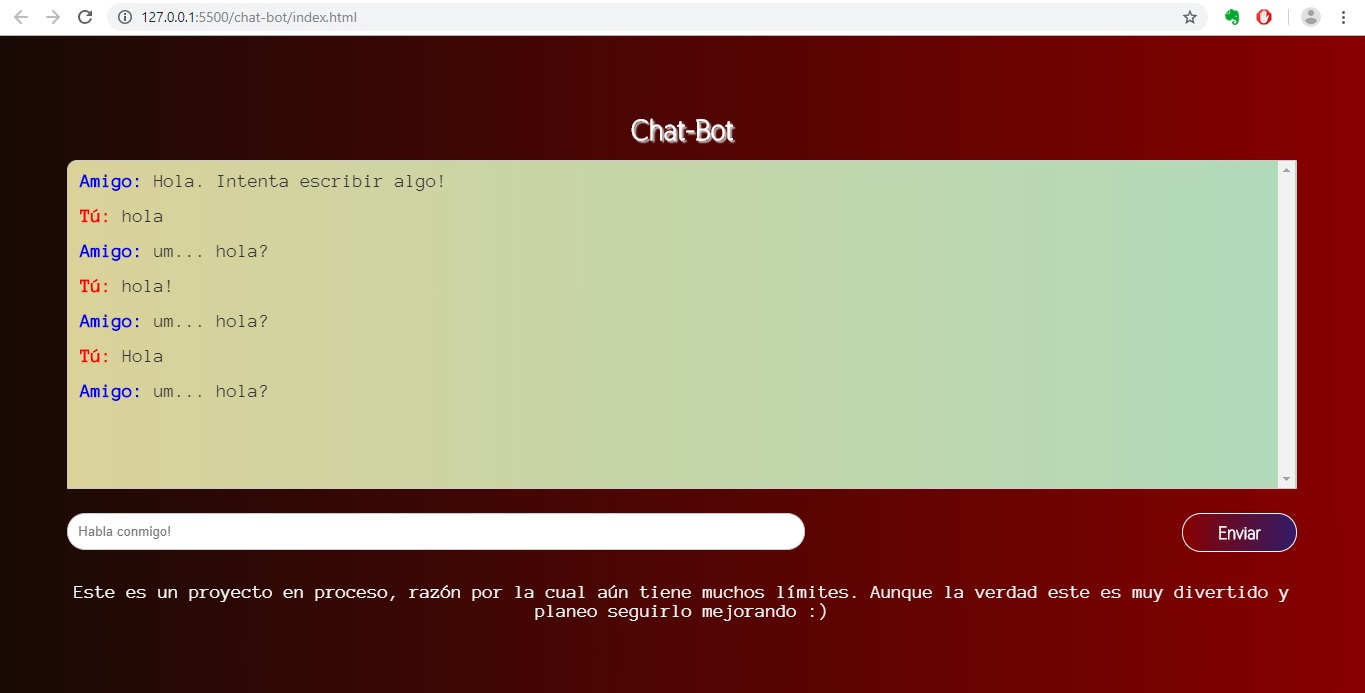 127.0.0.1:5500/chat-bot/index.html
Chat-Bot
Amigo: Hola. Intenta escribir algo!
Tú: hola
Amigo: um... hola?
Tú: hola!
Amigo: um... hola?
Tú: Hola
Amigo: um... hola?
Habla conmigo!
Enviar
Este es un proyecto en proceso, razón por la cual aún tiene muchos límites. Aunque la verdad este es muy divertido y
planeo seguirlo mejorando :)